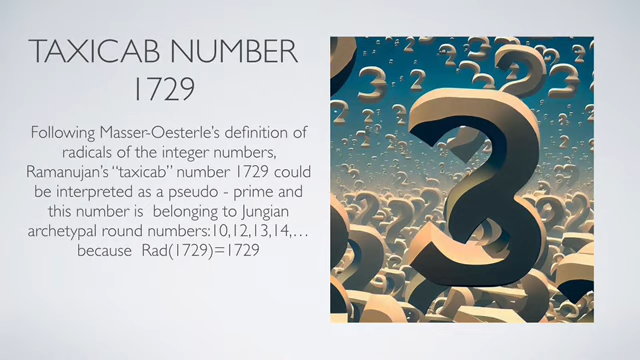 TAXICAB NUMBER
1729
Following Masser-Oesterle’s definition of
radicals of the integer numbers,
Ramanujan’s “taxicab” number 1729 could
be interpreted as a pseudo - prime and
this number is  belonging to Jungian
archetypal round numbers:10,12,13,14,…
because  Rad(1729)=1729
3